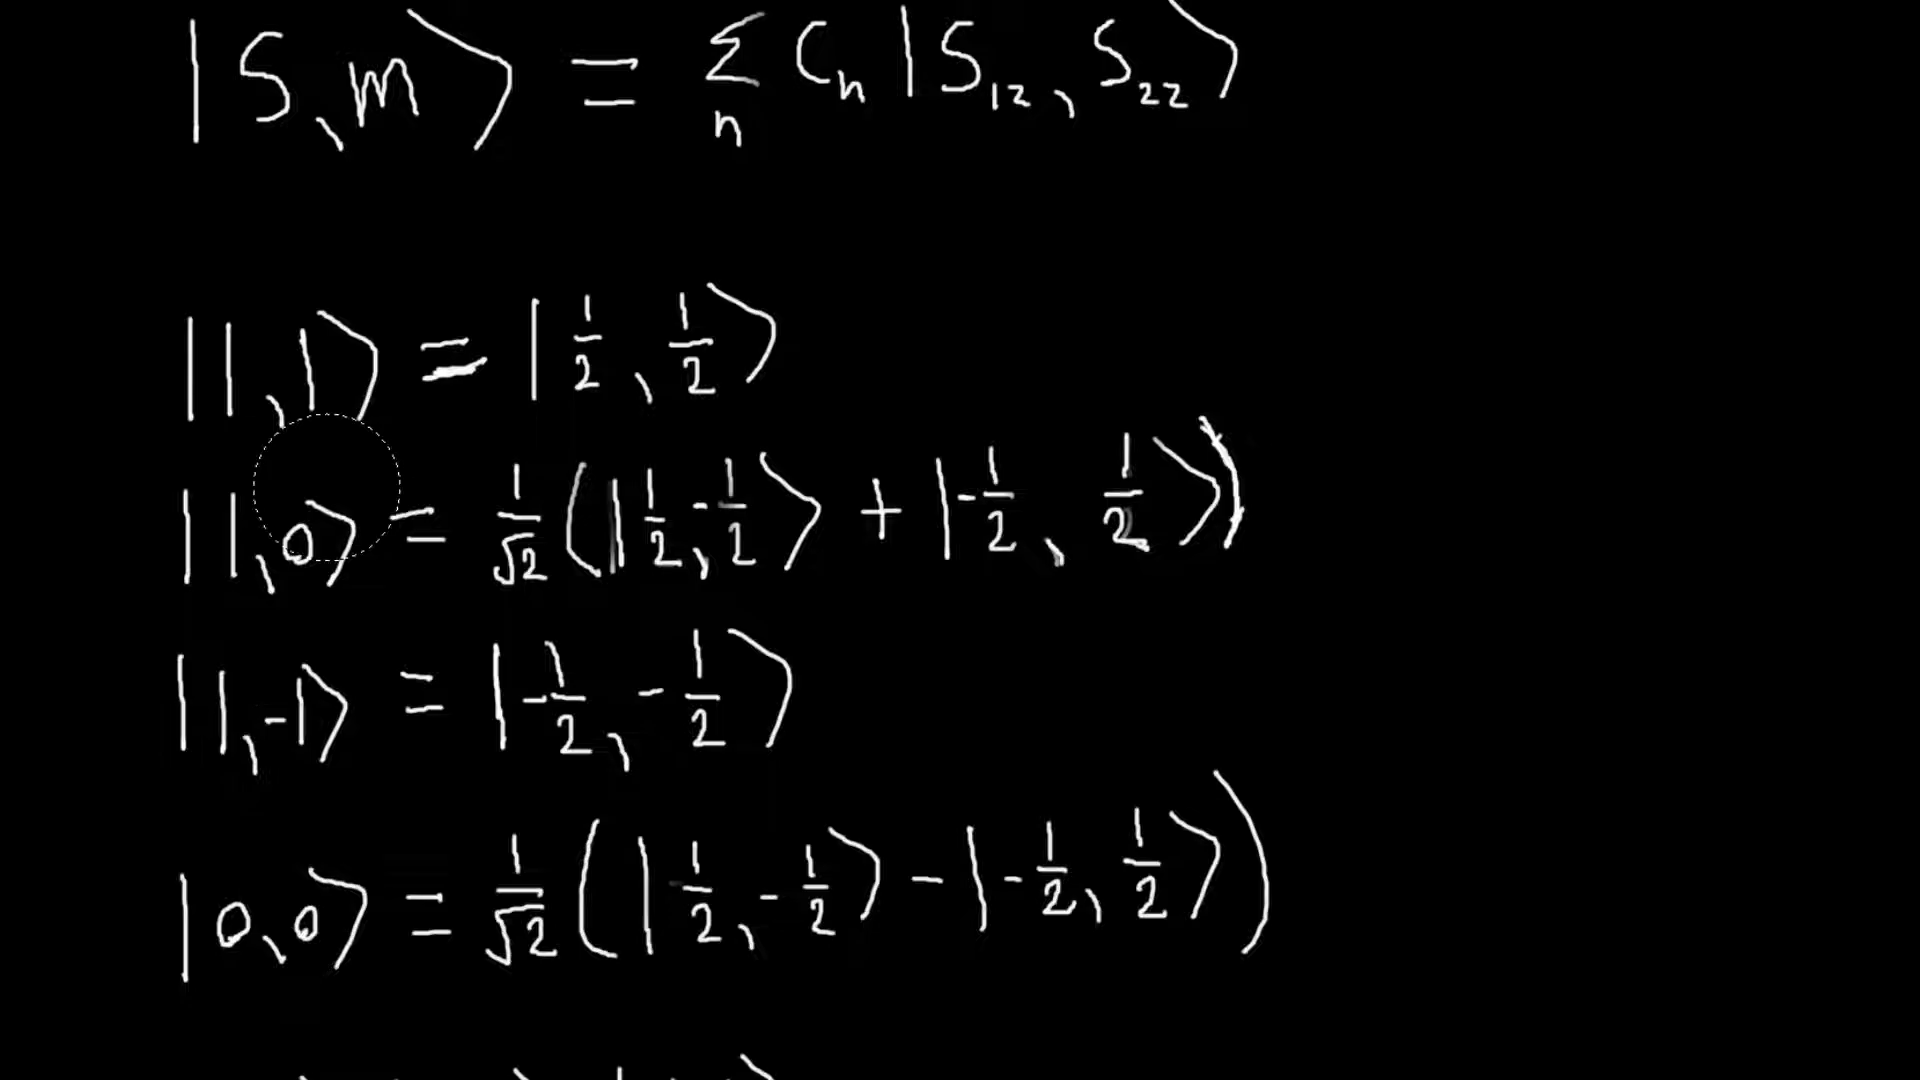 |S, m⟩ = Σ_n C_n |S_{1z}, S_{2z}⟩
|1, 1⟩ = |1/2, 1/2⟩
|1, 0⟩ = 1/√2 (|1/2, -1/2⟩ + |-1/2, 1/2⟩)
|1, -1⟩ = |-1/2, -1/2⟩
|0, 0⟩ = 1/√2 (|1/2, -1/2⟩ - |-1/2, 1/2⟩)